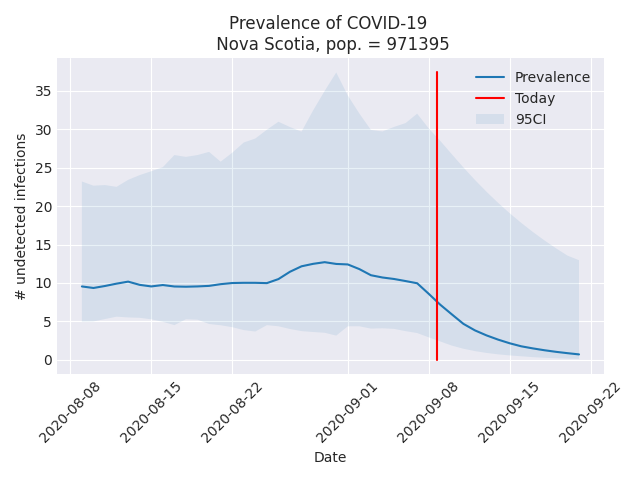 Prevalence of COVID-19
Nova Scotia, pop. = 971395
Prevalence
Today
95CI
# undetected infections
35
30
25
20
15
10
5
0
2020-08-08
2020-08-15
2020-08-22
2020-09-01
2020-09-08
2020-09-15
2020-09-22
Date